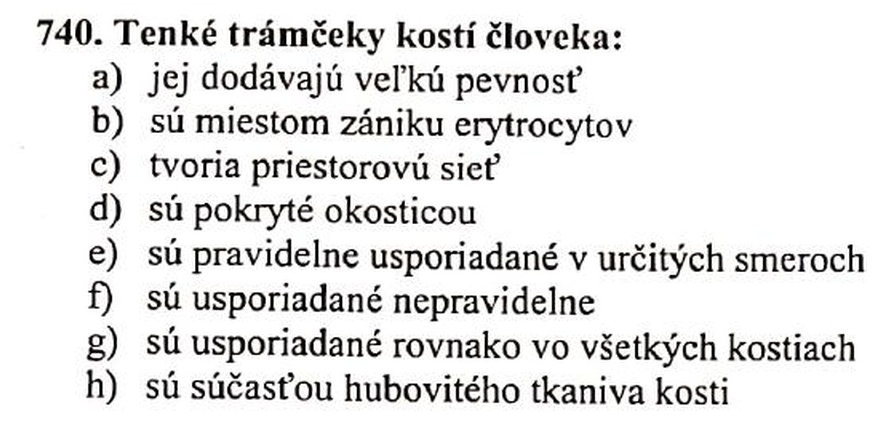 740. Tenké trámčeky kostí človeka:
a) jej dodávajú veľkú pevnosť
b) sú miestom zániku erytrocytov
c) tvoria priestorovú sieť
d) sú pokryté okosticou
e) sú pravidelne usporiadané v určitých smeroch
f) sú usporiadané nepravidelne
g) sú usporiadané rovnako vo všetkých kostiach
h) sú súčasťou hubovitého tkaniva kosti